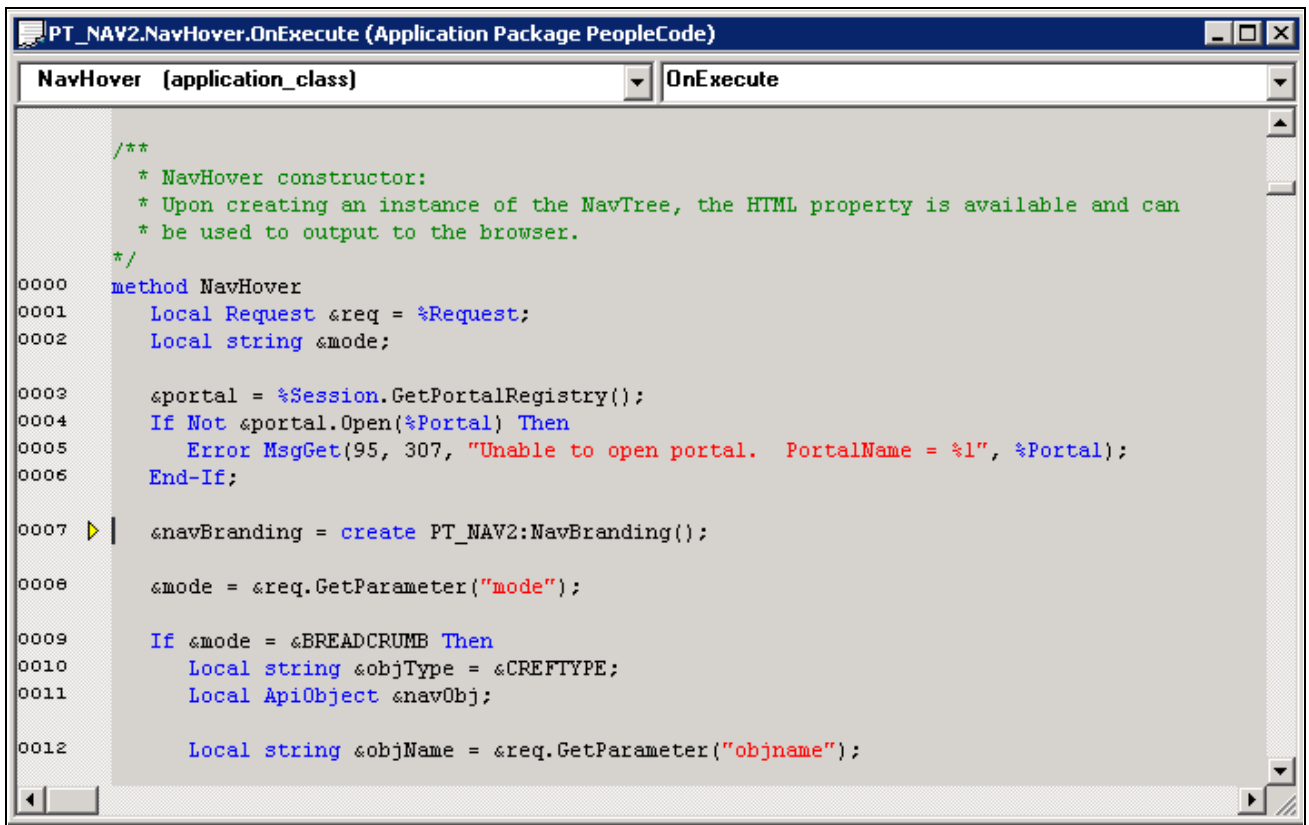 PT_NAV2.NavHover.OnExecute (Application Package PeopleCode)
NavHover (application_class) OnExecute
/**
* NavHover constructor:
* Upon creating an instance of the NavTree, the HTML property is available and can
* be used to output to the browser.
*/
0000 method NavHover
0001 Local Request &req = %Request;
0002 Local string &mode;
0003 &portal = %Session.GetPortalRegistry();
0004 If Not &portal.Open(%Portal) Then
0005 Error MsgGet(95, 307, "Unable to open portal.  PortalName = %1", %Portal);
0006 End-If;
0007 &navBranding = create PT_NAV2:NavBranding();
0008 &mode = &req.GetParameter("mode");
0009 If &mode = &BREADCRUMB Then
0010 Local string &objType = &CREFTYPE;
0011 Local ApiObject &navObj;
0012 Local string &objName = &req.GetParameter("objname");